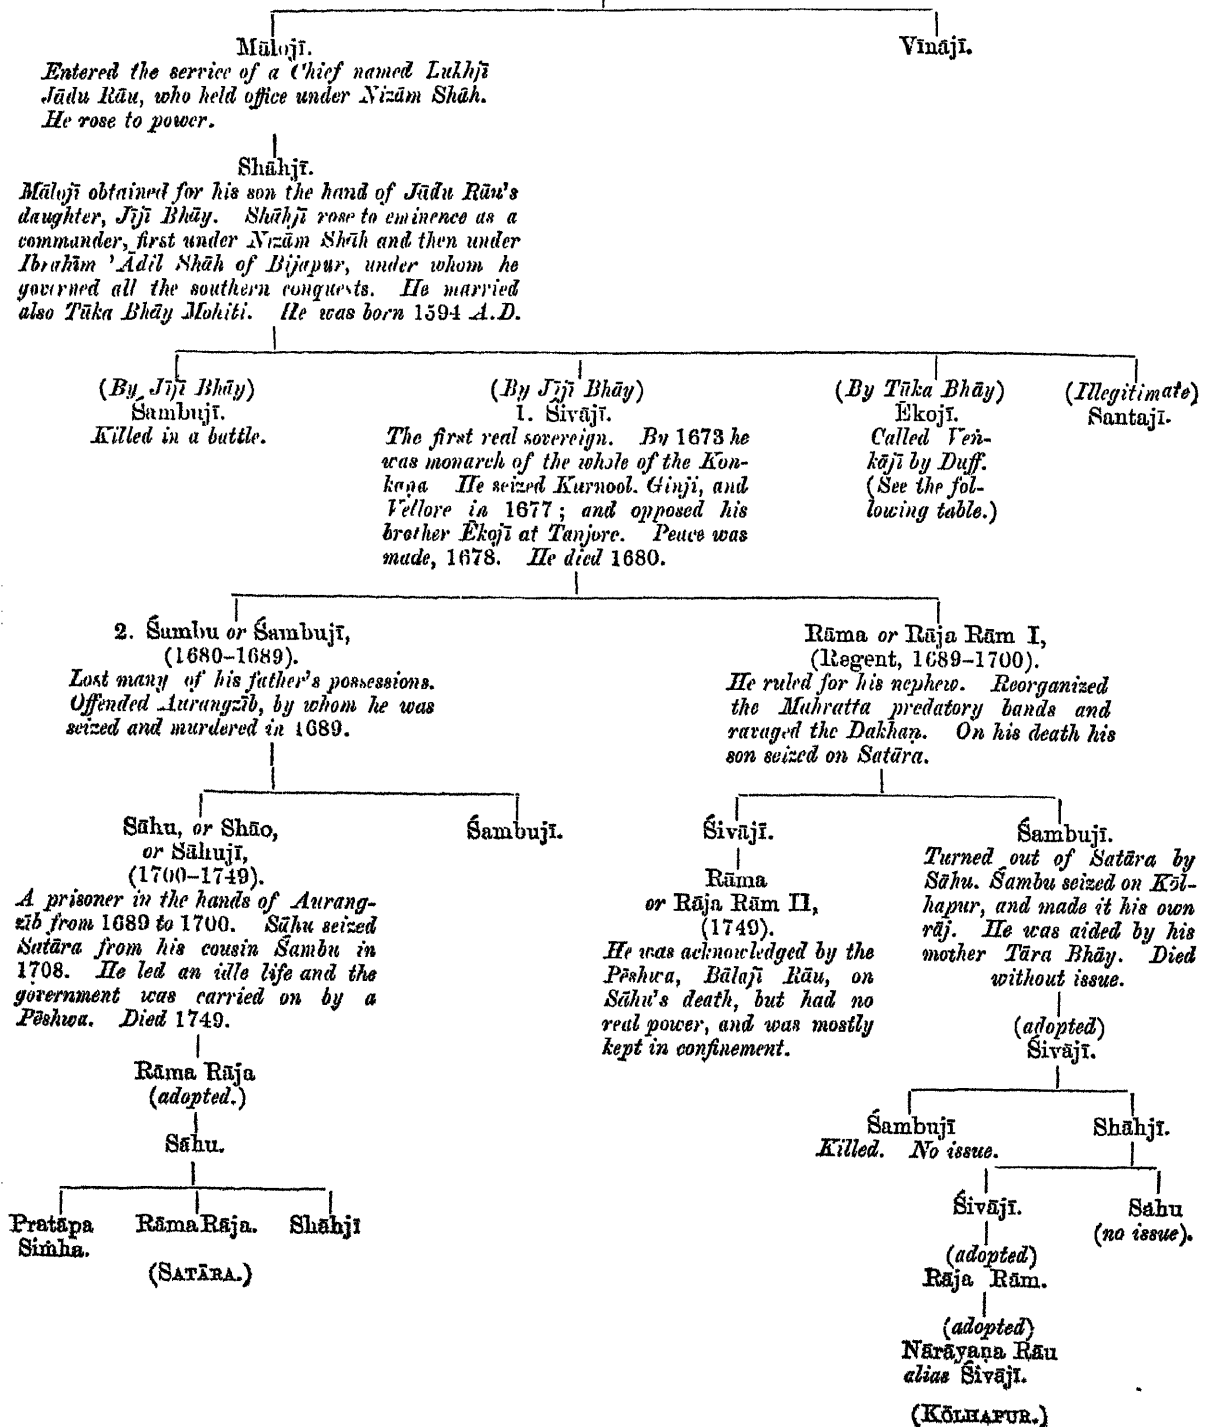 Mālojī.
Entered the service of a Chief named Lukhjī
Jādu Rāu, who held office under Nizām Shāh.
He rose to power.
Vīnājī.
Shāhjī.
Mālojī obtained for his son the hand of Jādu Rāu's
daughter, Jījī Bhāy. Shāhjī rose to eminence as a
commander, first under Nizām Shāh and then under
Ibrahīm 'Ādil Shāh of Bijapur, under whom he
governed all the southern conquests. He married
also Tūka Bhāy Mohiti. He was born 1594 A.D.
(By Jījī Bhāy)
Śambujī.
Killed in a battle.
(By Jījī Bhāy)
1. Śivājī.
The first real sovereign. By 1673 he
was monarch of the whole of the Kon-
kaṇa He seized Kurnool. Ginji, and
Vellore in 1677; and opposed his
brother Ēkojī at Tanjore. Peace was
made, 1678. He died 1680.
(By Tūka Bhāy)
Ēkojī.
Called Veṅ-
kājī by Duff.
(See the fol-
lowing table.)
(Illegitimate)
Santajī.
2. Śambu or Śambujī,
(1680–1689).
Lost many of his father's possessions.
Offended Aurangzīb, by whom he was
seized and murdered in 1689.
Rāma or Rāja Rām I,
(Regent, 1689–1700).
He ruled for his nephew. Reorganized
the Mahratta predatory bands and
ravaged the Dakhaṇ. On his death his
son seized on Satāra.
Sāhu, or Shāo,
or Sāhujī,
(1700–1749).
A prisoner in the hands of Aurang-
zīb from 1689 to 1700. Sāhu seized
Satāra from his cousin Śambu in
1708. He led an idle life and the
government was carried on by a
Pēshwa. Died 1749.
Śambujī.
Śivājī.
Rāma
or Rāja Rām II,
(1749).
He was acknowledged by the
Pēshwa, Bālajī Rāu, on
Sāhu's death, but had no
real power, and was mostly
kept in confinement.
Śambujī.
Turned out of Satāra by
Sāhu. Śambu seized on Kōl-
hapur, and made it his own
rāj. He was aided by his
mother Tāra Bhāy. Died
without issue.
(adopted)
Śivājī.
Rāma Rāja
(adopted.)
Sāhu.
Śambujī
Killed. No issue.
Shāhjī.
Pratāpa
Siṁha.
Rāma Rāja.
Shāhjī
(SATĀRA.)
Śivājī.
Sahu
(no issue).
(adopted)
Rāja Rām.
(adopted)
Nārāyaṇa Rāu
alias Śivājī.
(KŌLHAPUR.)